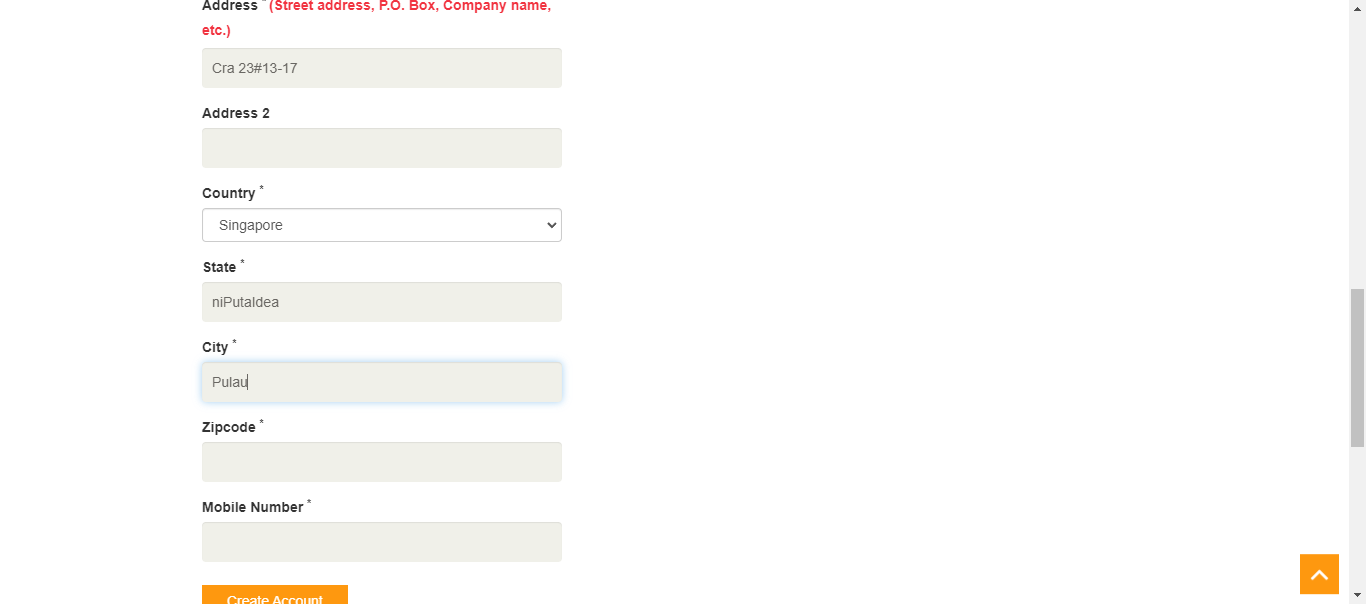 Address * (Street address, P.O. Box, Company name,
etc.)
Cra 23#13-17
Address 2
Country *
Singapore
State *
niPutaIdea
City *
Pulau
Zipcode *
Mobile Number *
Create Account